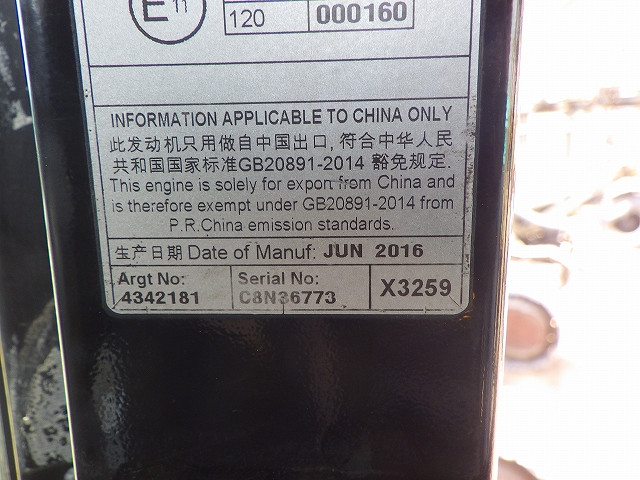 E 11
120 000160
INFORMATION APPLICABLE TO CHINA ONLY
此发动机只用做自中国出口,符合中华人民
共和国国家标准GB20891-2014 豁免规定.
This engine is solely for export from China and
is therefore exempt under GB20891-2014 from
P.R.China emission standards.
生产日期 Date of Manuf: JUN 2016
Argt No: Serial No:
4342181 C8N36773 X3259